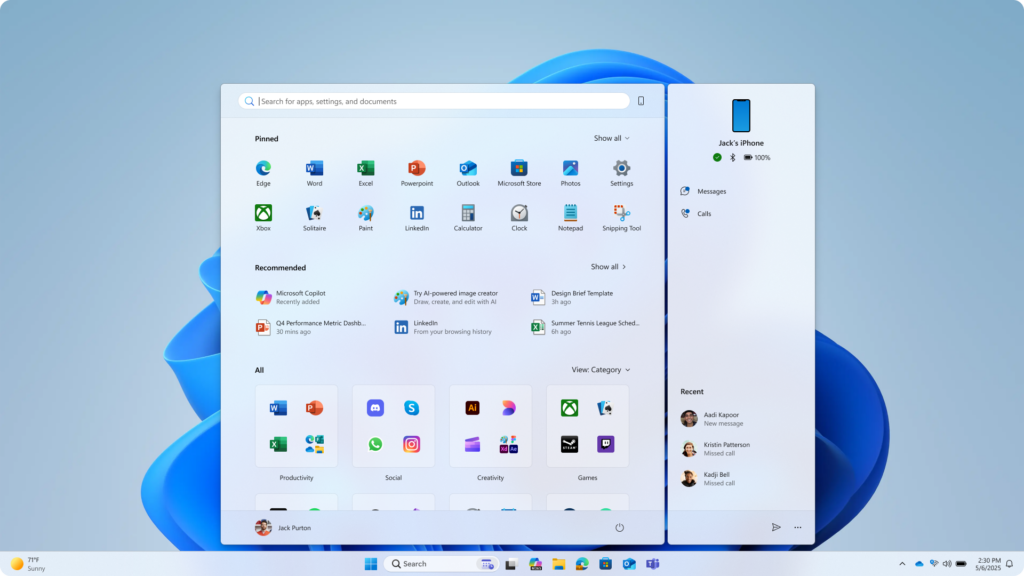 Search for apps, settings, and documents
Pinned
Show all
Edge
Word
Excel
Powerpoint
Outlook
Microsoft Store
Photos
Settings
Xbox
Solitaire
Paint
LinkedIn
Calculator
Clock
Notepad
Snipping Tool
Recommended
Show all
Microsoft Copilot
Recently added
Try AI-powered image creator
Draw, create, and edit with AI
Design Brief Template
3h ago
Q4 Performance Metric Dashb...
30 mins ago
LinkedIn
From your browsing history
Summer Tennis League Sched...
6h ago
All
View: Category
Productivity
Social
Creativity
Games
Jack Purton
Jack's iPhone
100%
Messages
Calls
Recent
Aadi Kapoor
New message
Kristin Patterson
Missed call
Kadji Bell
Missed call
71°F
Sunny
Search
2:30 PM
5/6/2025